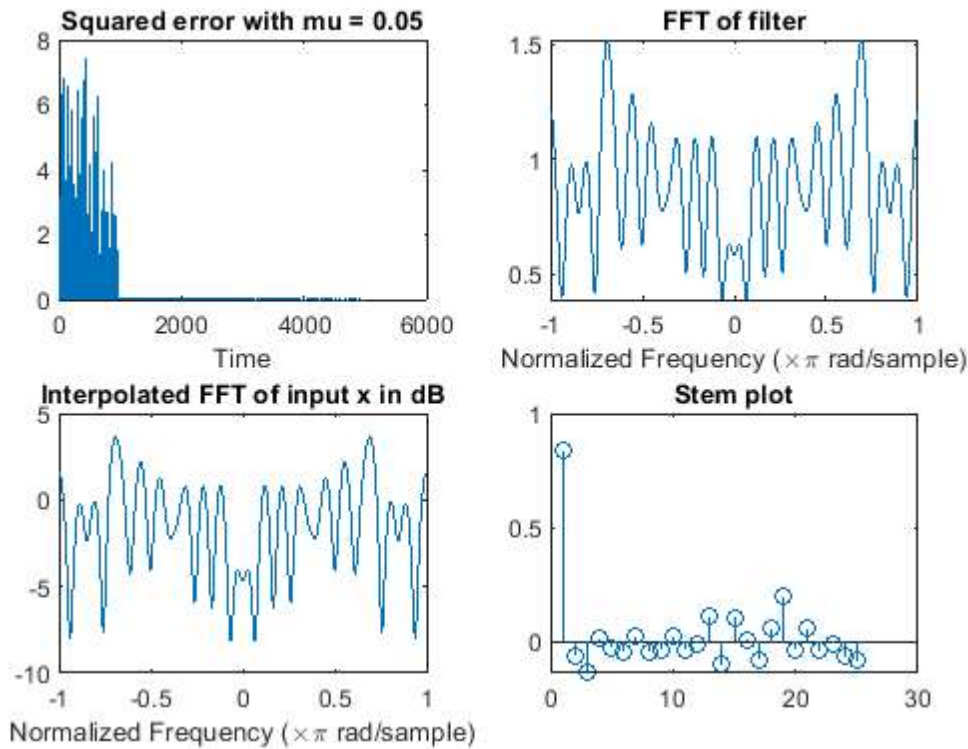 Squared error with mu = 0.05
8
6
4
2
0
0 2000 4000 6000
Time
FFT of filter
1.5
1
0.5
-1 -0.5 0 0.5 1
Normalized Frequency (×π rad/sample)
Interpolated FFT of input x in dB
5
0
-5
-10
-1 -0.5 0 0.5 1
Normalized Frequency (×π rad/sample)
Stem plot
1
0.5
0
0 10 20 30